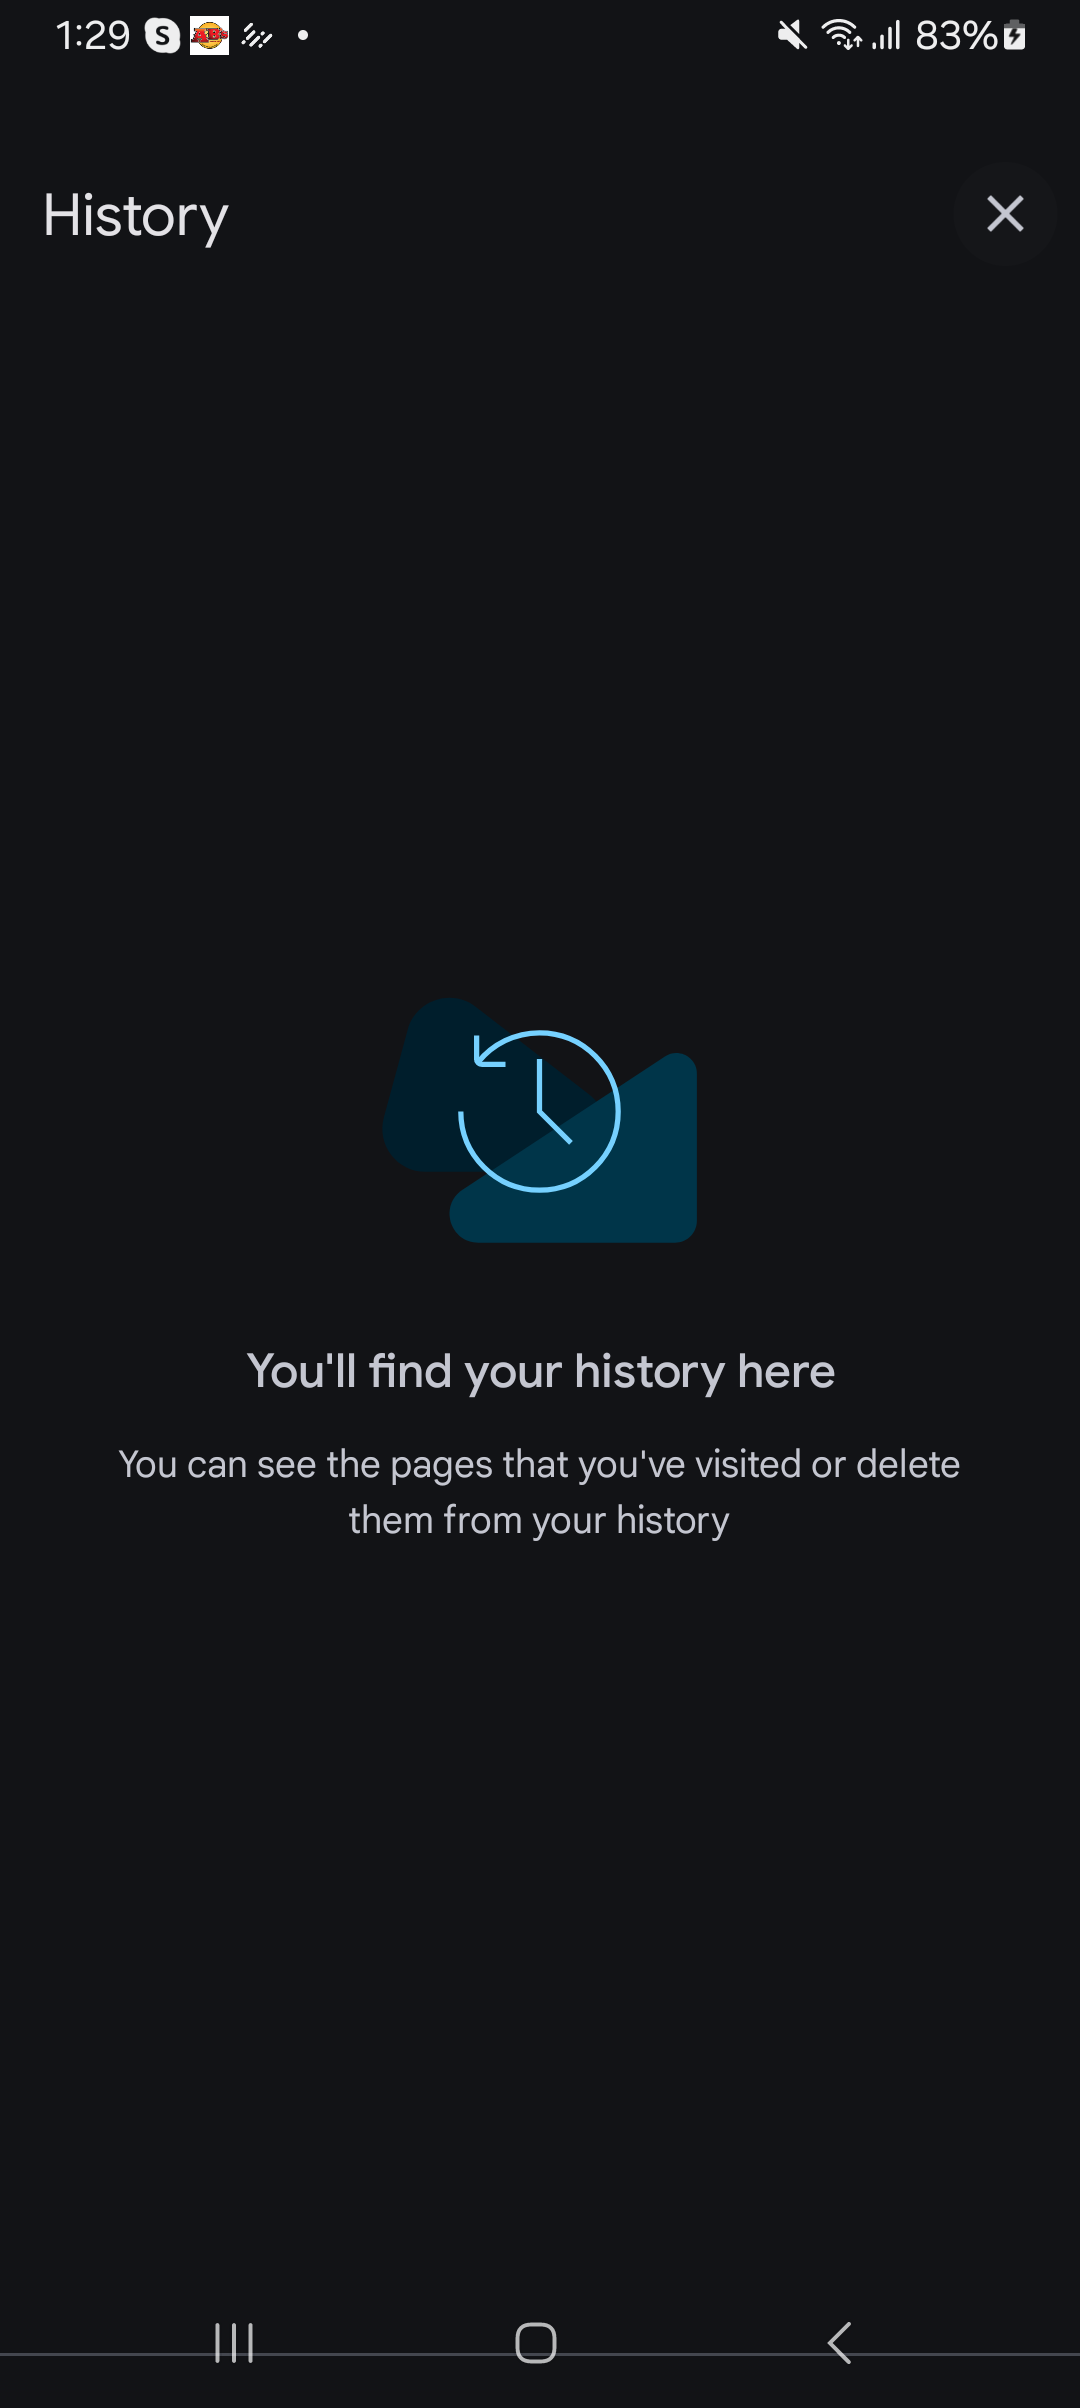 1:29 S 83%
History
You'll find your history here
You can see the pages that you've visited or delete
them from your history